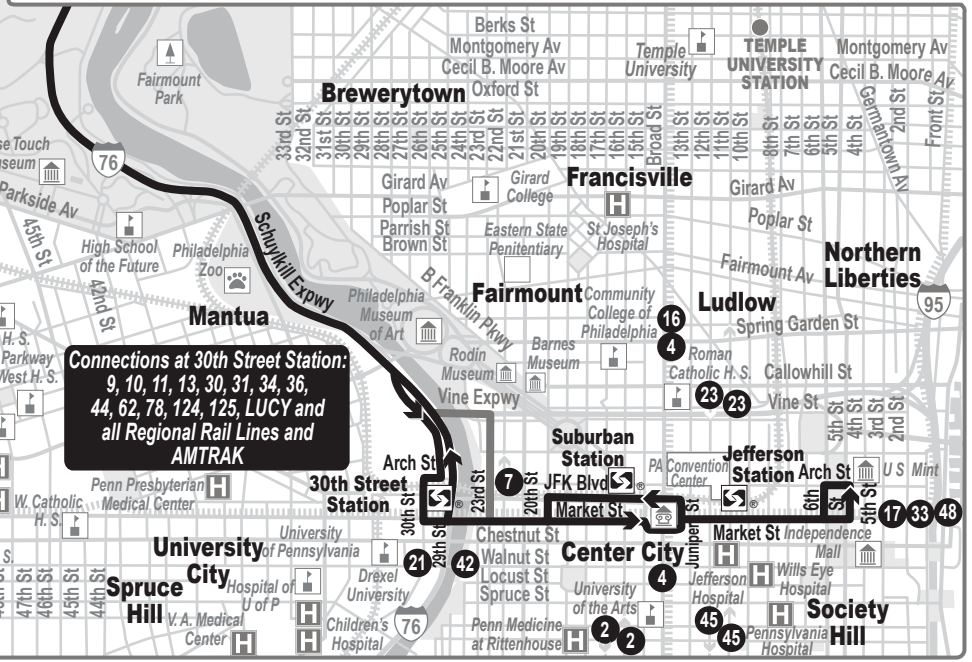 Berks St
Montgomery Av
Cecil B. Moore Av
Oxford St
Temple
University
TEMPLE
UNIVERSITY
STATION
Montgomery Av
Cecil B. Moore Av
Fairmount
Park
Brewerytown
33rd St
32nd St
31st St
30th St
29th St
28th St
27th St
26th St
25th St
24th St
23rd St
22nd St
21st St
20th St
19th St
18th St
17th St
16th St
15th St
Broad St
13th St
12th St
11th St
10th St
8th St
7th St
6th St
5th St
4th St
Germantown Av
2nd St
Front St
se Touch
useum
76
Parkside Av
Girard Av
Poplar St
Parrish St
Brown St
Girard
College
Francisville
H
Girard Av
Poplar St
45th St
High School
of the Future
42nd St
Philadelphia
Zoo
Schuylkill Expwy
Eastern State
Penitentiary
St Joseph's
Hospital
Northern
Liberties
Fairmount Av
95
Mantua
Philadelphia
Museum
of Art
B Franklin Pkwy
Fairmount
Community
College of
Philadelphia
16
4
Ludlow
Spring Garden St
H. S.
Parkway
West H. S.
Connections at 30th Street Station:
9, 10, 11, 13, 30, 31, 34, 36,
44, 62, 78, 124, 125, LUCY and
all Regional Rail Lines and
AMTRAK
Rodin
Museum
Barnes
Museum
Roman
Catholic H. S.
Callowhill St
23
23
Vine St
Vine Expwy
5th St
4th St
3rd St
2nd St
Arch St
30th Street
Station
®
23rd St
7
20th St
Suburban
Station
JFK Blvd
®
Market St
PA Convention
Center
Jefferson
Station
®
Arch St
6th
St
5th St
U S Mint
17
33
48
H
W. Catholic
H. S.
H
Penn Presbyterian
Medical Center
H
30th St
29th St
21
42
Chestnut St
Walnut St
Locust St
Spruce St
Center City
4
Juniper St
Market St
Independence
Mall
H
Jefferson
Hospital
H
Wills Eye
Hospital
University
City
University
of Pennsylvania
Drexel
University
S.
47th St
46th St
45th St
44th St
Spruce
Hill
Hospital of
U of P
V. A. Medical
Center
H
H
H
Children's
Hospital
76
University
of the Arts
Penn Medicine
at Rittenhouse
H
2
2
45
45
H
Pennsylvania
Hospital
Society
Hill